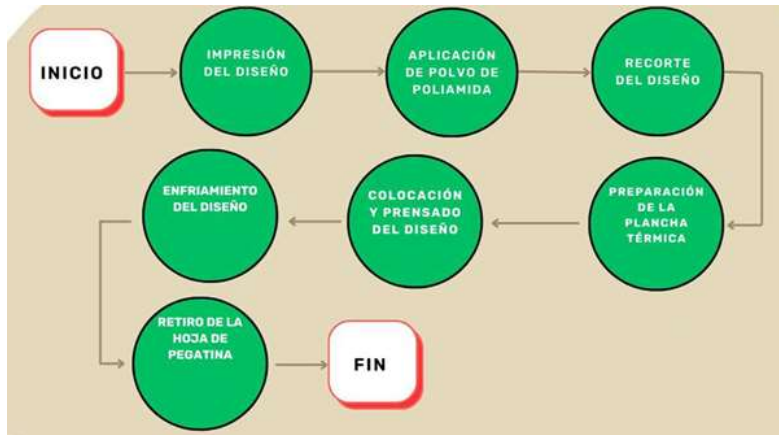 INICIO
IMPRESIÓN
DEL DISEÑO
APLICACIÓN
DE POLVO DE
POLIAMIDA
RECORTE
DEL DISEÑO
PREPARACIÓN
DE LA
PLANCHA
TÉRMICA
COLOCACIÓN
Y PRENSADO
DEL DISEÑO
ENFRIAMIENTO
DEL DISEÑO
RETIRO DE LA
HOJA DE
PEGATINA
FIN